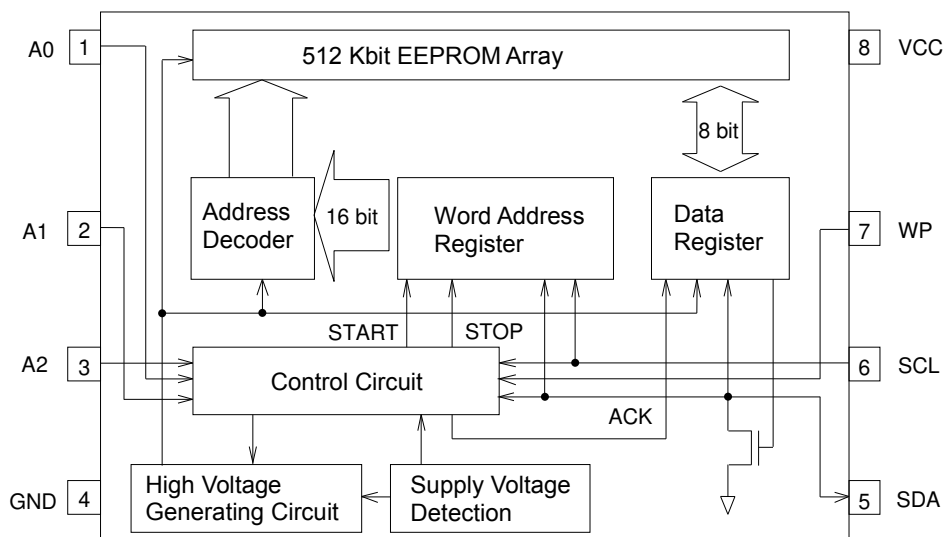 A0
1
512 Kbit EEPROM Array
8
VCC
8 bit
A1
2
Address
Decoder
16 bit
Word Address
Register
Data
Register
7
WP
START
STOP
A2
3
Control Circuit
6
SCL
ACK
GND
4
High Voltage
Generating Circuit
Supply Voltage
Detection
5
SDA